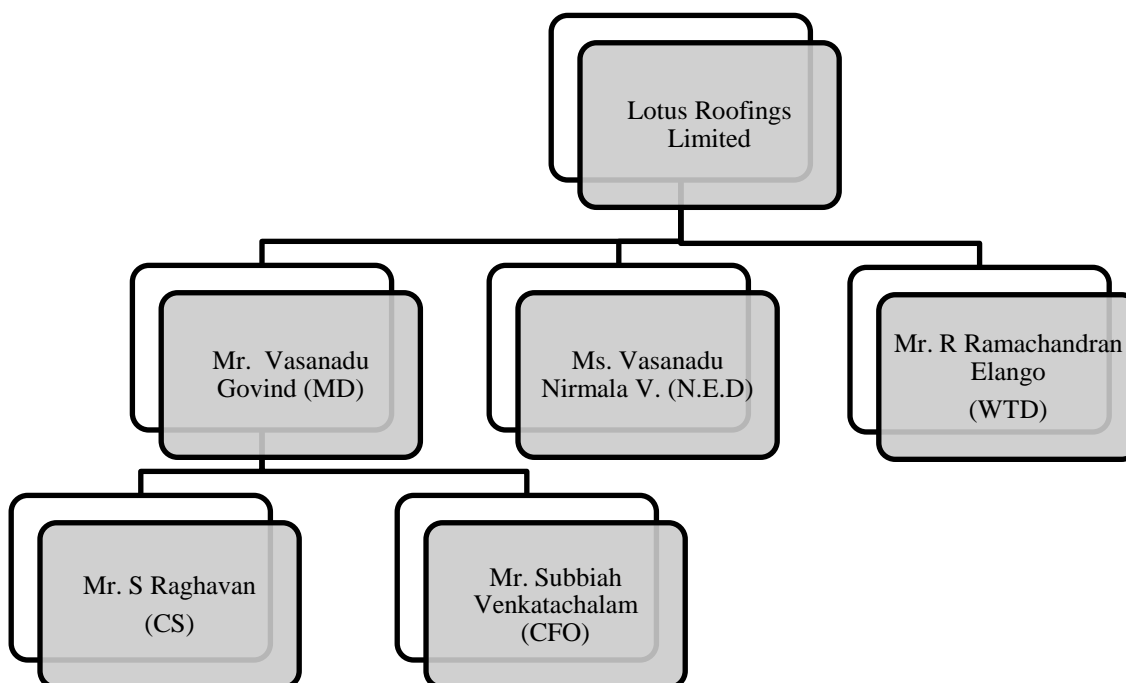 Lotus Roofings
Limited
Mr. Vasanadu
Govind (MD)
Ms. Vasanadu
Nirmala V. (N.E.D)
Mr. R Ramachandran
Elango
(WTD)
Mr. S Raghavan
(CS)
Mr. Subbiah
Venkatachalam
(CFO)